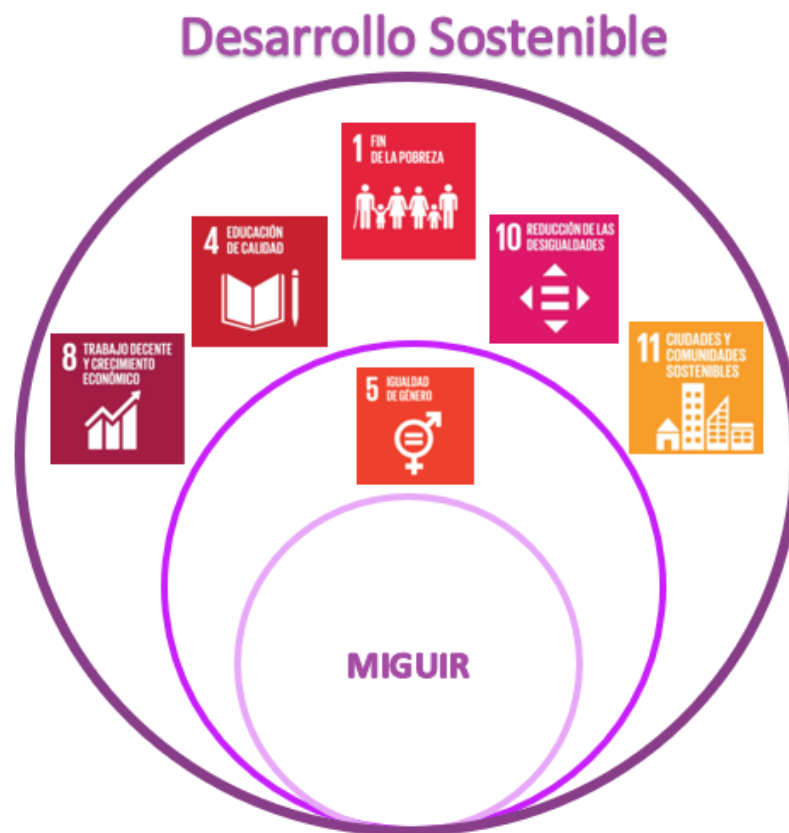 Desarrollo Sostenible
1 FIN
DE LA POBREZA
4 EDUCACIÓN
DE CALIDAD
10 REDUCCIÓN DE LAS
DESIGUALDADES
8 TRABAJO DECENTE
Y CRECIMIENTO
ECONÓMICO
5 IGUALDAD
DE GÉNERO
11 CIUDADES Y
COMUNIDADES
SOSTENIBLES
MIGUIR